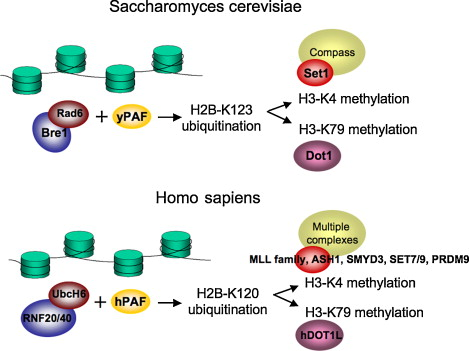 Saccharomyces cerevisiae
Compass
Set1
Rad6
Bre1
+
yPAF
H2B-K123
ubiquitination
H3-K4 methylation
H3-K79 methylation
Dot1
Homo sapiens
Multiple
complexes
MLL family, ASH1, SMYD3, SET7/9, PRDM9
UbcH6
RNF20/40
+
hPAF
H2B-K120
ubiquitination
H3-K4 methylation
H3-K79 methylation
hDOT1L